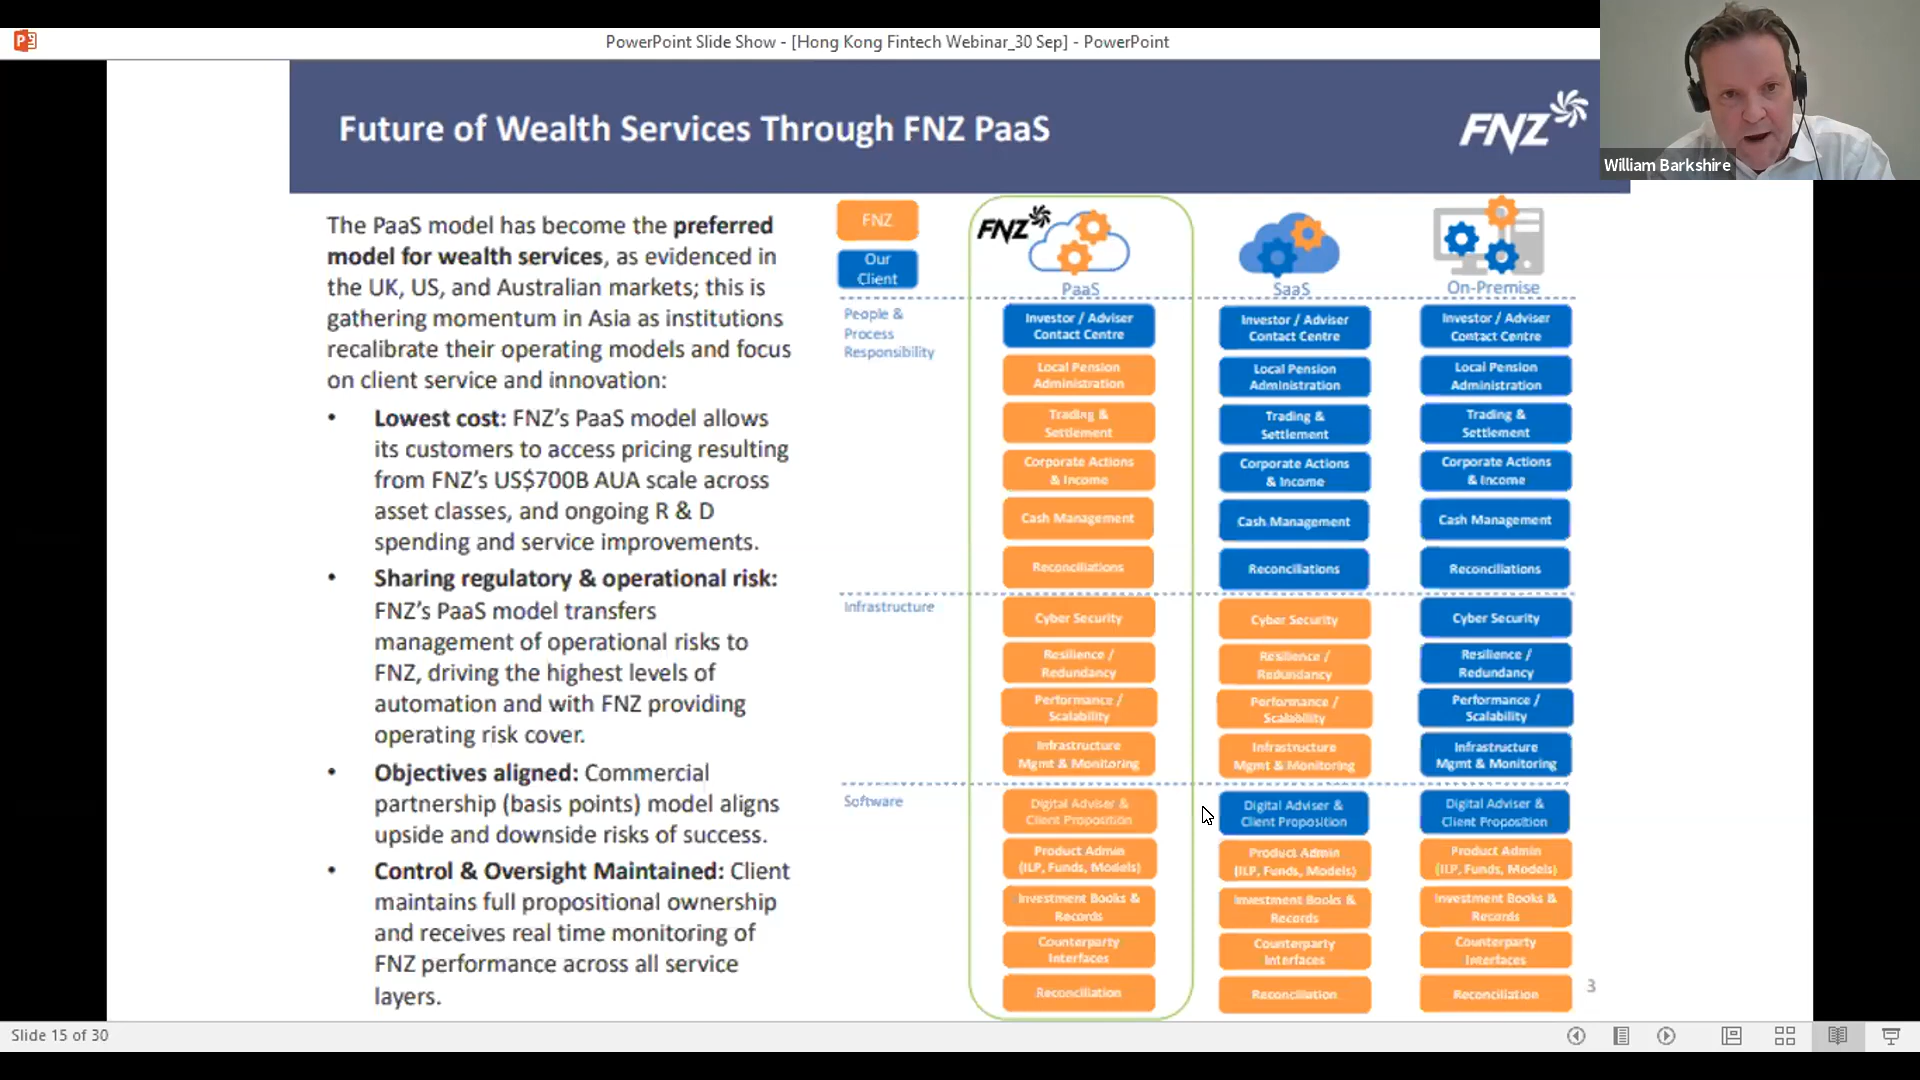 PowerPoint Slide Show - [Hong Kong Fintech Webinar_30 Sep] - PowerPoint
William Barkshire
Future of Wealth Services Through FNZ PaaS
FNZ
The PaaS model has become the preferred
model for wealth services, as evidenced in
the UK, US, and Australian markets; this is
gathering momentum in Asia as institutions
recalibrate their operating models and focus
on client service and innovation:
• Lowest cost: FNZ's PaaS model allows
its customers to access pricing resulting
from FNZ's US$700B AUA scale across
asset classes, and ongoing R & D
spending and service improvements.
• Sharing regulatory & operational risk:
FNZ's PaaS model transfers
management of operational risks to
FNZ, driving the highest levels of
automation and with FNZ providing
operating risk cover.
• Objectives aligned: Commercial
partnership (basis points) model aligns
upside and downside risks of success.
• Control & Oversight Maintained: Client
maintains full propositional ownership
and receives real time monitoring of
FNZ performance across all service
layers.
FNZ
Our
Client
People &
Process
Responsibility
Infrastructure
Software
FNZ
PaaS
Investor / Adviser
Contact Centre
Local Pension
Administration
Trading &
Settlement
Corporate Actions
& Income
Cash Management
Reconciliations
Cyber Security
Resilience /
Redundancy
Performance /
Scalability
Infrastructure
Mgmt & Monitoring
Digital Adviser &
Client Proposition
Product Admin
(ILP, Funds, Models)
Investment Books &
Records
Counterparty
Interfaces
Reconciliation
SaaS
Investor / Adviser
Contact Centre
Local Pension
Administration
Trading &
Settlement
Corporate Actions
& Income
Cash Management
Reconciliations
Cyber Security
Resilience /
Redundancy
Performance /
Scalability
Infrastructure
Mgmt & Monitoring
Digital Adviser &
Client Proposition
Product Admin
(ILP, Funds, Models)
Investment Books &
Records
Counterparty
Interfaces
Reconciliation
On-Premise
Investor / Adviser
Contact Centre
Local Pension
Administration
Trading &
Settlement
Corporate Actions
& Income
Cash Management
Reconciliations
Cyber Security
Resilience /
Redundancy
Performance /
Scalability
Infrastructure
Mgmt & Monitoring
Digital Adviser &
Client Proposition
Product Admin
(ILP, Funds, Models)
Investment Books &
Records
Counterparty
Interfaces
Reconciliation
3
Slide 15 of 30